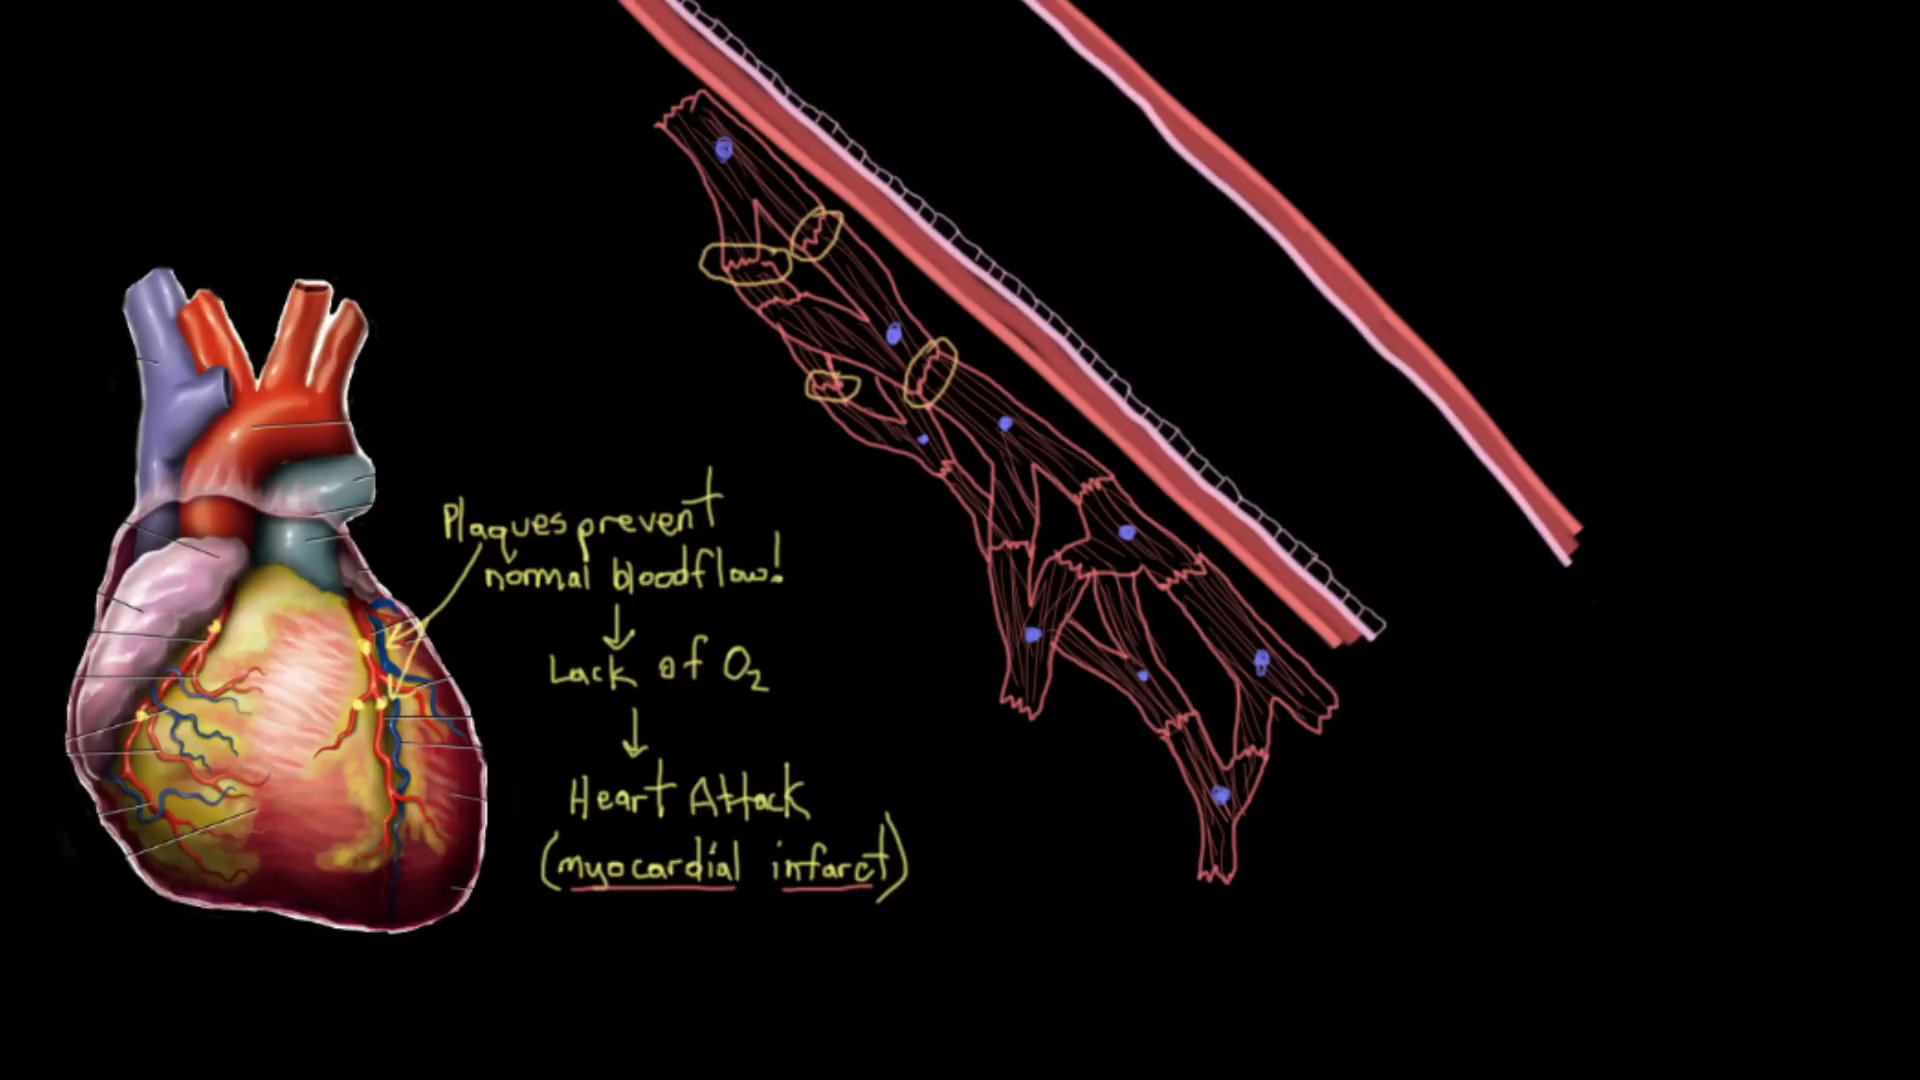 Plaques prevent
normal bloodflow!
↓
Lack of O₂
↓
Heart Attack
(myocardial infarct)